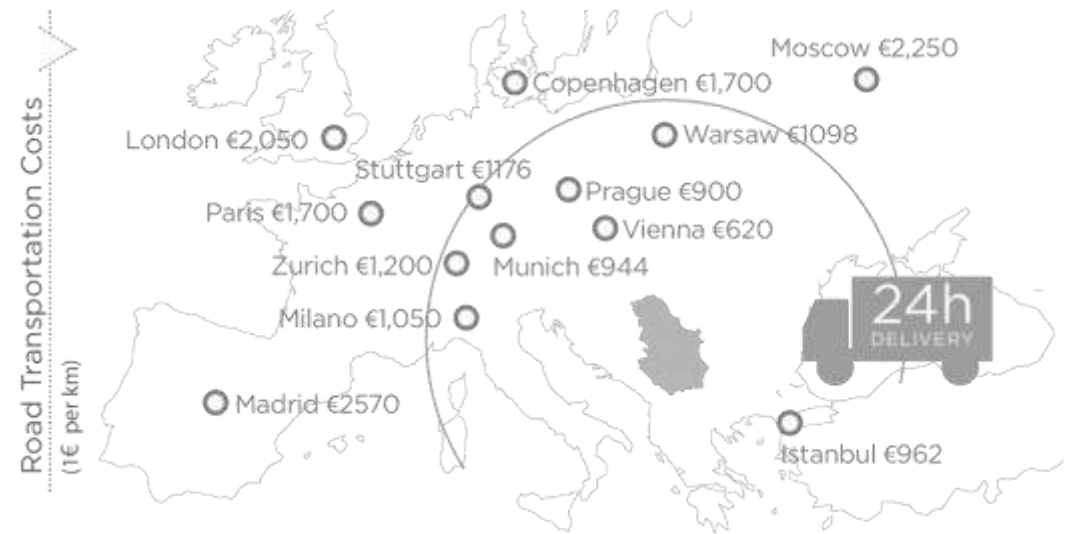 Road Transportation Costs
(1€ per km)
Moscow €2,250
Copenhagen €1,700
London €2,050
Warsaw €1098
Stuttgart €1176
Prague €900
Paris €1,700
Vienna €620
Zurich €1,200
Munich €944
24h
DELIVERY
Milano €1,050
Madrid €2570
Istanbul €962